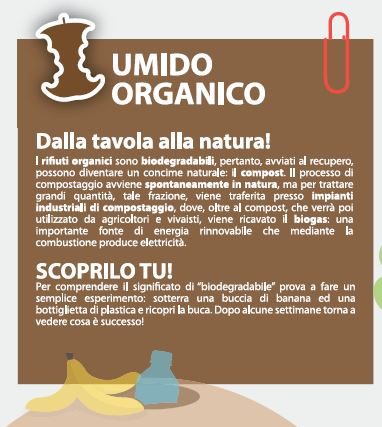 UMIDO
ORGANICO
Dalla tavola alla natura!
I rifiuti organici sono biodegradabili, pertanto, avviati al recupero,
possono diventare un concime naturale: il compost. Il processo di
compostaggio avviene spontaneamente in natura, ma per trattare
grandi quantità, tale frazione, viene traferita presso impianti
industriali di compostaggio, dove, oltre al compost, che verrà poi
utilizzato da agricoltori e vivaisti, viene ricavato il biogas: una
importante fonte di energia rinnovabile che mediante la
combustione produce elettricità.
SCOPRILO TU!
Per comprendere il significato di "biodegradabile" prova a fare un
semplice esperimento: sotterra una buccia di banana ed una
bottiglietta di plastica e ricopri la buca. Dopo alcune settimane torna a
vedere cosa è successo!